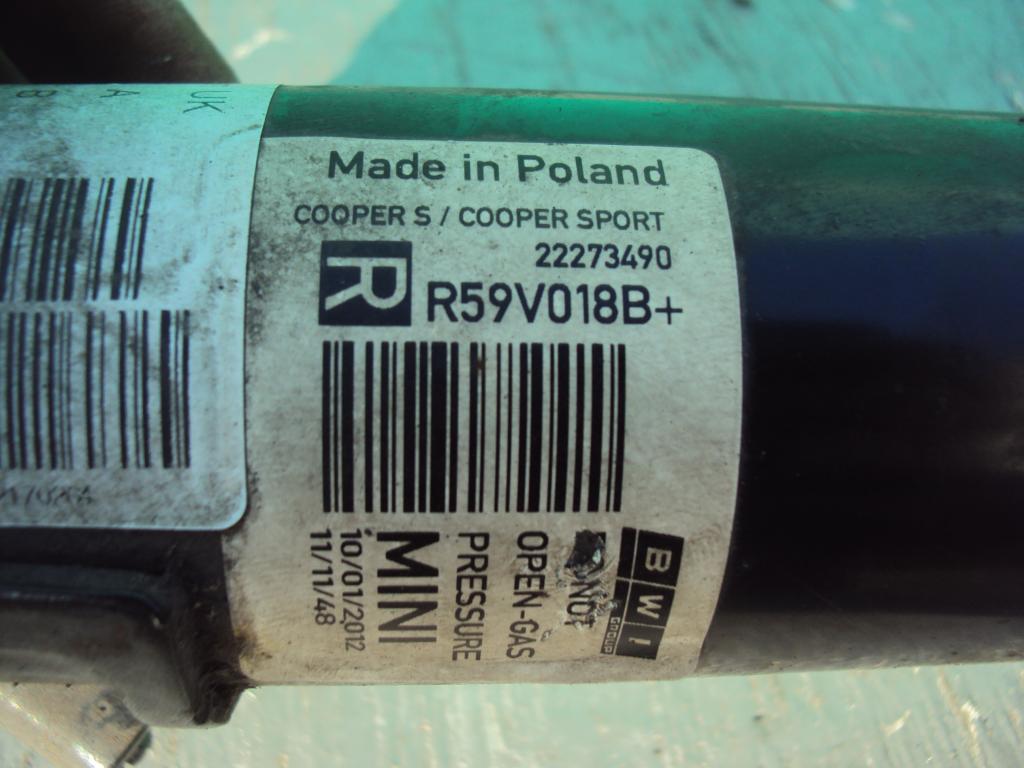 Made in Poland
COOPER S / COOPER SPORT
22273490
R R59V018B+
BWI
GROUP
NOT
OPEN-GAS
PRESSURE
MINI
10/01/2012
11/11/48
UK
A
B